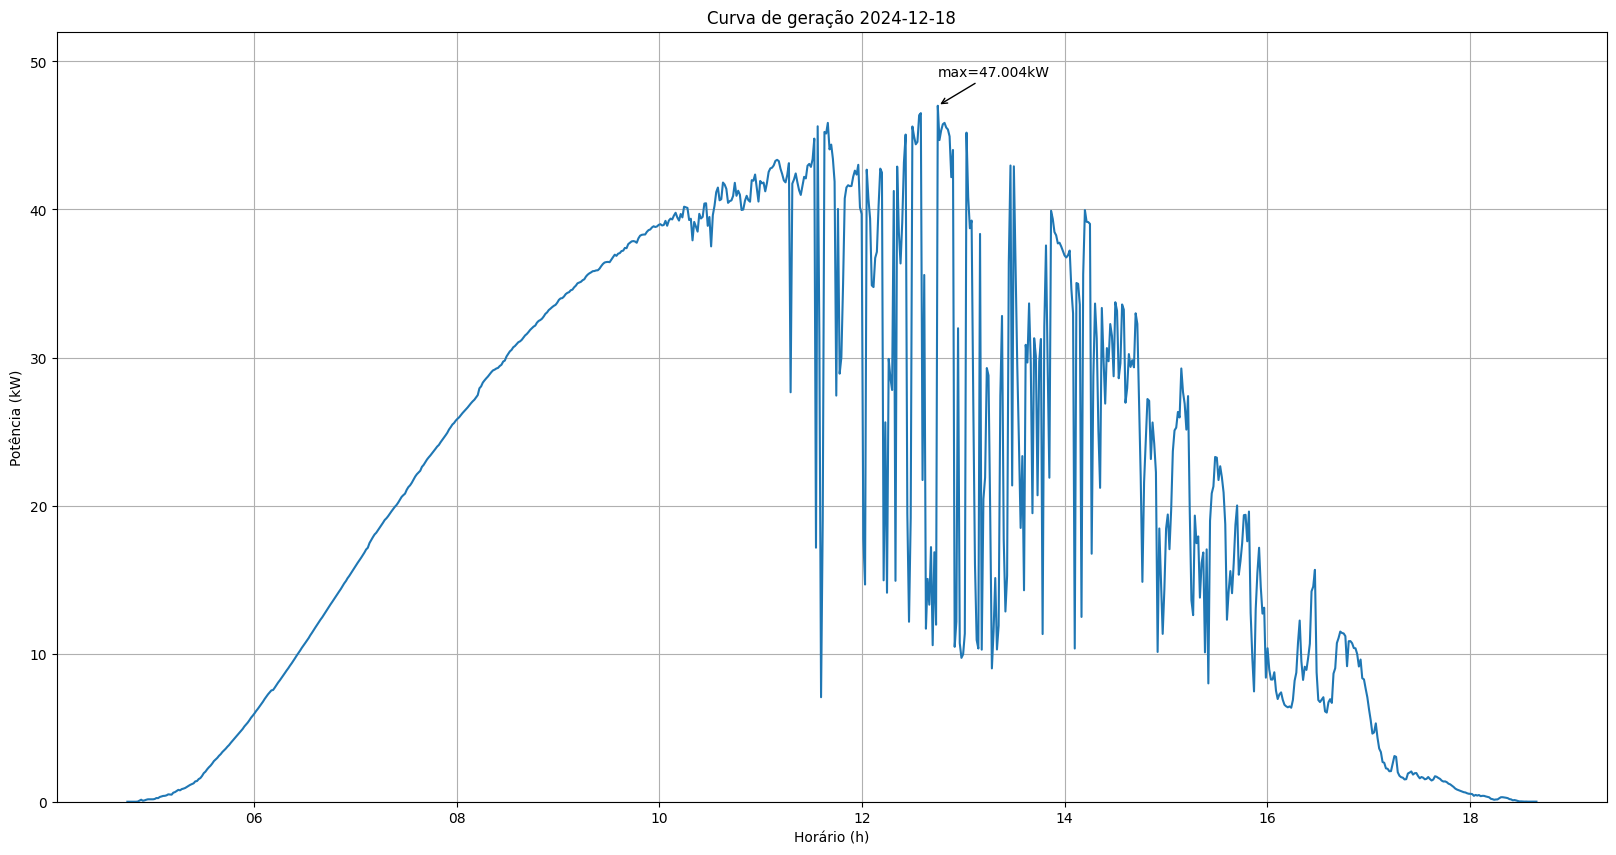 Curva de geração 2024-12-18
max=47.004kW
50
40
30
20
10
0
Potência (kW)
06 08 10 12 14 16 18
Horário (h)